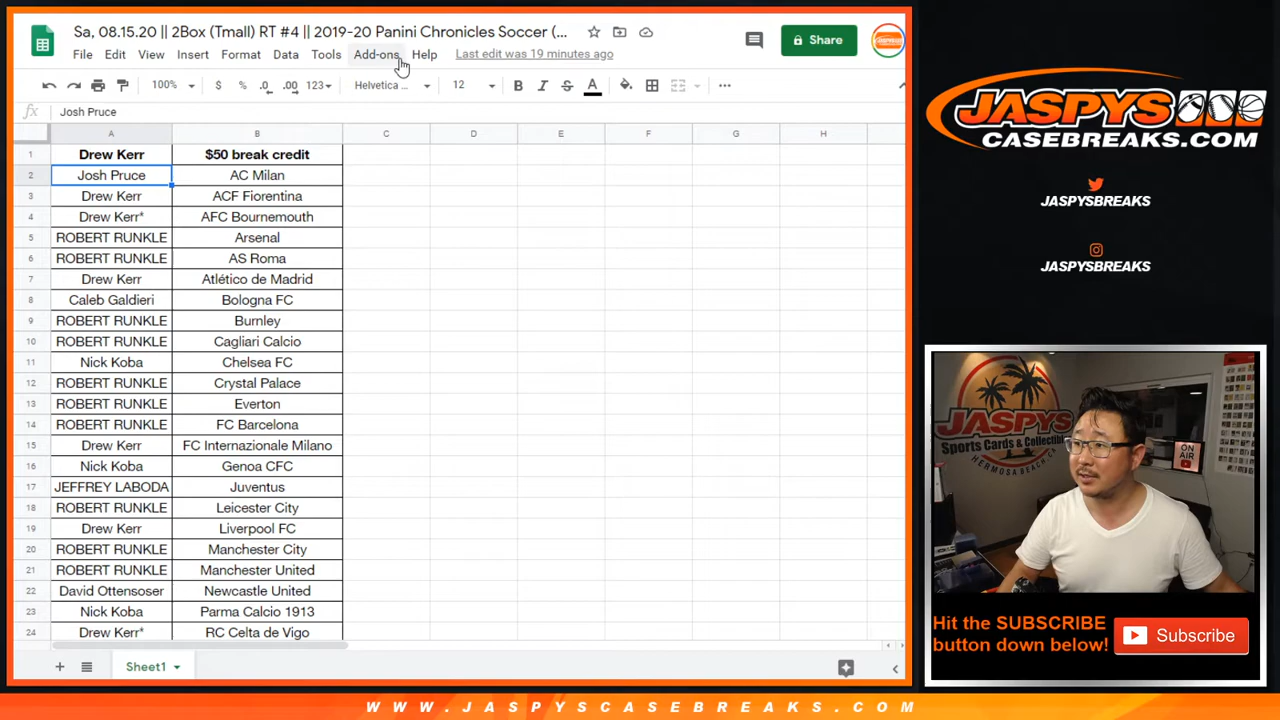 Sa, 08.15.20 || 2Box (Tmall) RT #4 || 2019-20 Panini Chronicles Soccer (...
File Edit View Insert Format Data Tools Add-ons Help Last edit was 19 minutes ago
Share
100% $ % .0 .00 123 Helvetica ... 12 B I S A
fx Josh Pruce
A B C D E F G H
1 Drew Kerr $50 break credit
2 Josh Pruce AC Milan
3 Drew Kerr ACF Fiorentina
4 Drew Kerr* AFC Bournemouth
5 ROBERT RUNKLE Arsenal
6 ROBERT RUNKLE AS Roma
7 Drew Kerr Atlético de Madrid
8 Caleb Galdieri Bologna FC
9 ROBERT RUNKLE Burnley
10 ROBERT RUNKLE Cagliari Calcio
11 Nick Koba Chelsea FC
12 ROBERT RUNKLE Crystal Palace
13 ROBERT RUNKLE Everton
14 ROBERT RUNKLE FC Barcelona
15 Drew Kerr FC Internazionale Milano
16 Nick Koba Genoa CFC
17 JEFFREY LABODA Juventus
18 ROBERT RUNKLE Leicester City
19 Drew Kerr Liverpool FC
20 ROBERT RUNKLE Manchester City
21 ROBERT RUNKLE Manchester United
22 David Ottensoser Newcastle United
23 Nick Koba Parma Calcio 1913
24 Drew Kerr* RC Celta de Vigo
Sheet1
JASPYS
CASEBREAKS.COM
JASPYSBREAKS
JASPYSBREAKS
JASPYS
Sports Cards & Collectibl
HERMOSA BEACH, CA
ON
AIR
Hit the SUBSCRIBE
button down below!
Subscribe
WWW.JASPYSCASEBREAKS.COM